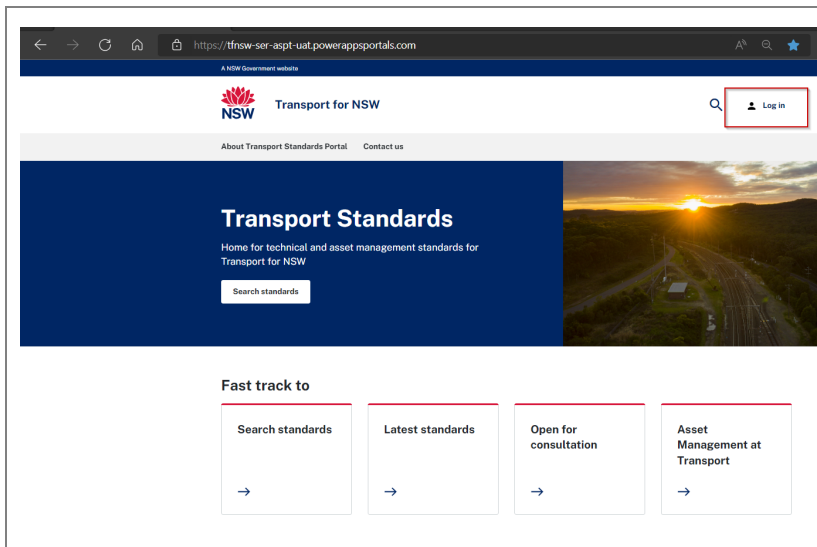 https://tfnsw-ser-aspt-uat.powerappsportals.com
A NSW Government website
NSW
Transport for NSW
Log in
About Transport Standards Portal Contact us
Transport Standards
Home for technical and asset management standards for
Transport for NSW
Search standards
Fast track to
Search standards
Latest standards
Open for
consultation
Asset
Management at
Transport